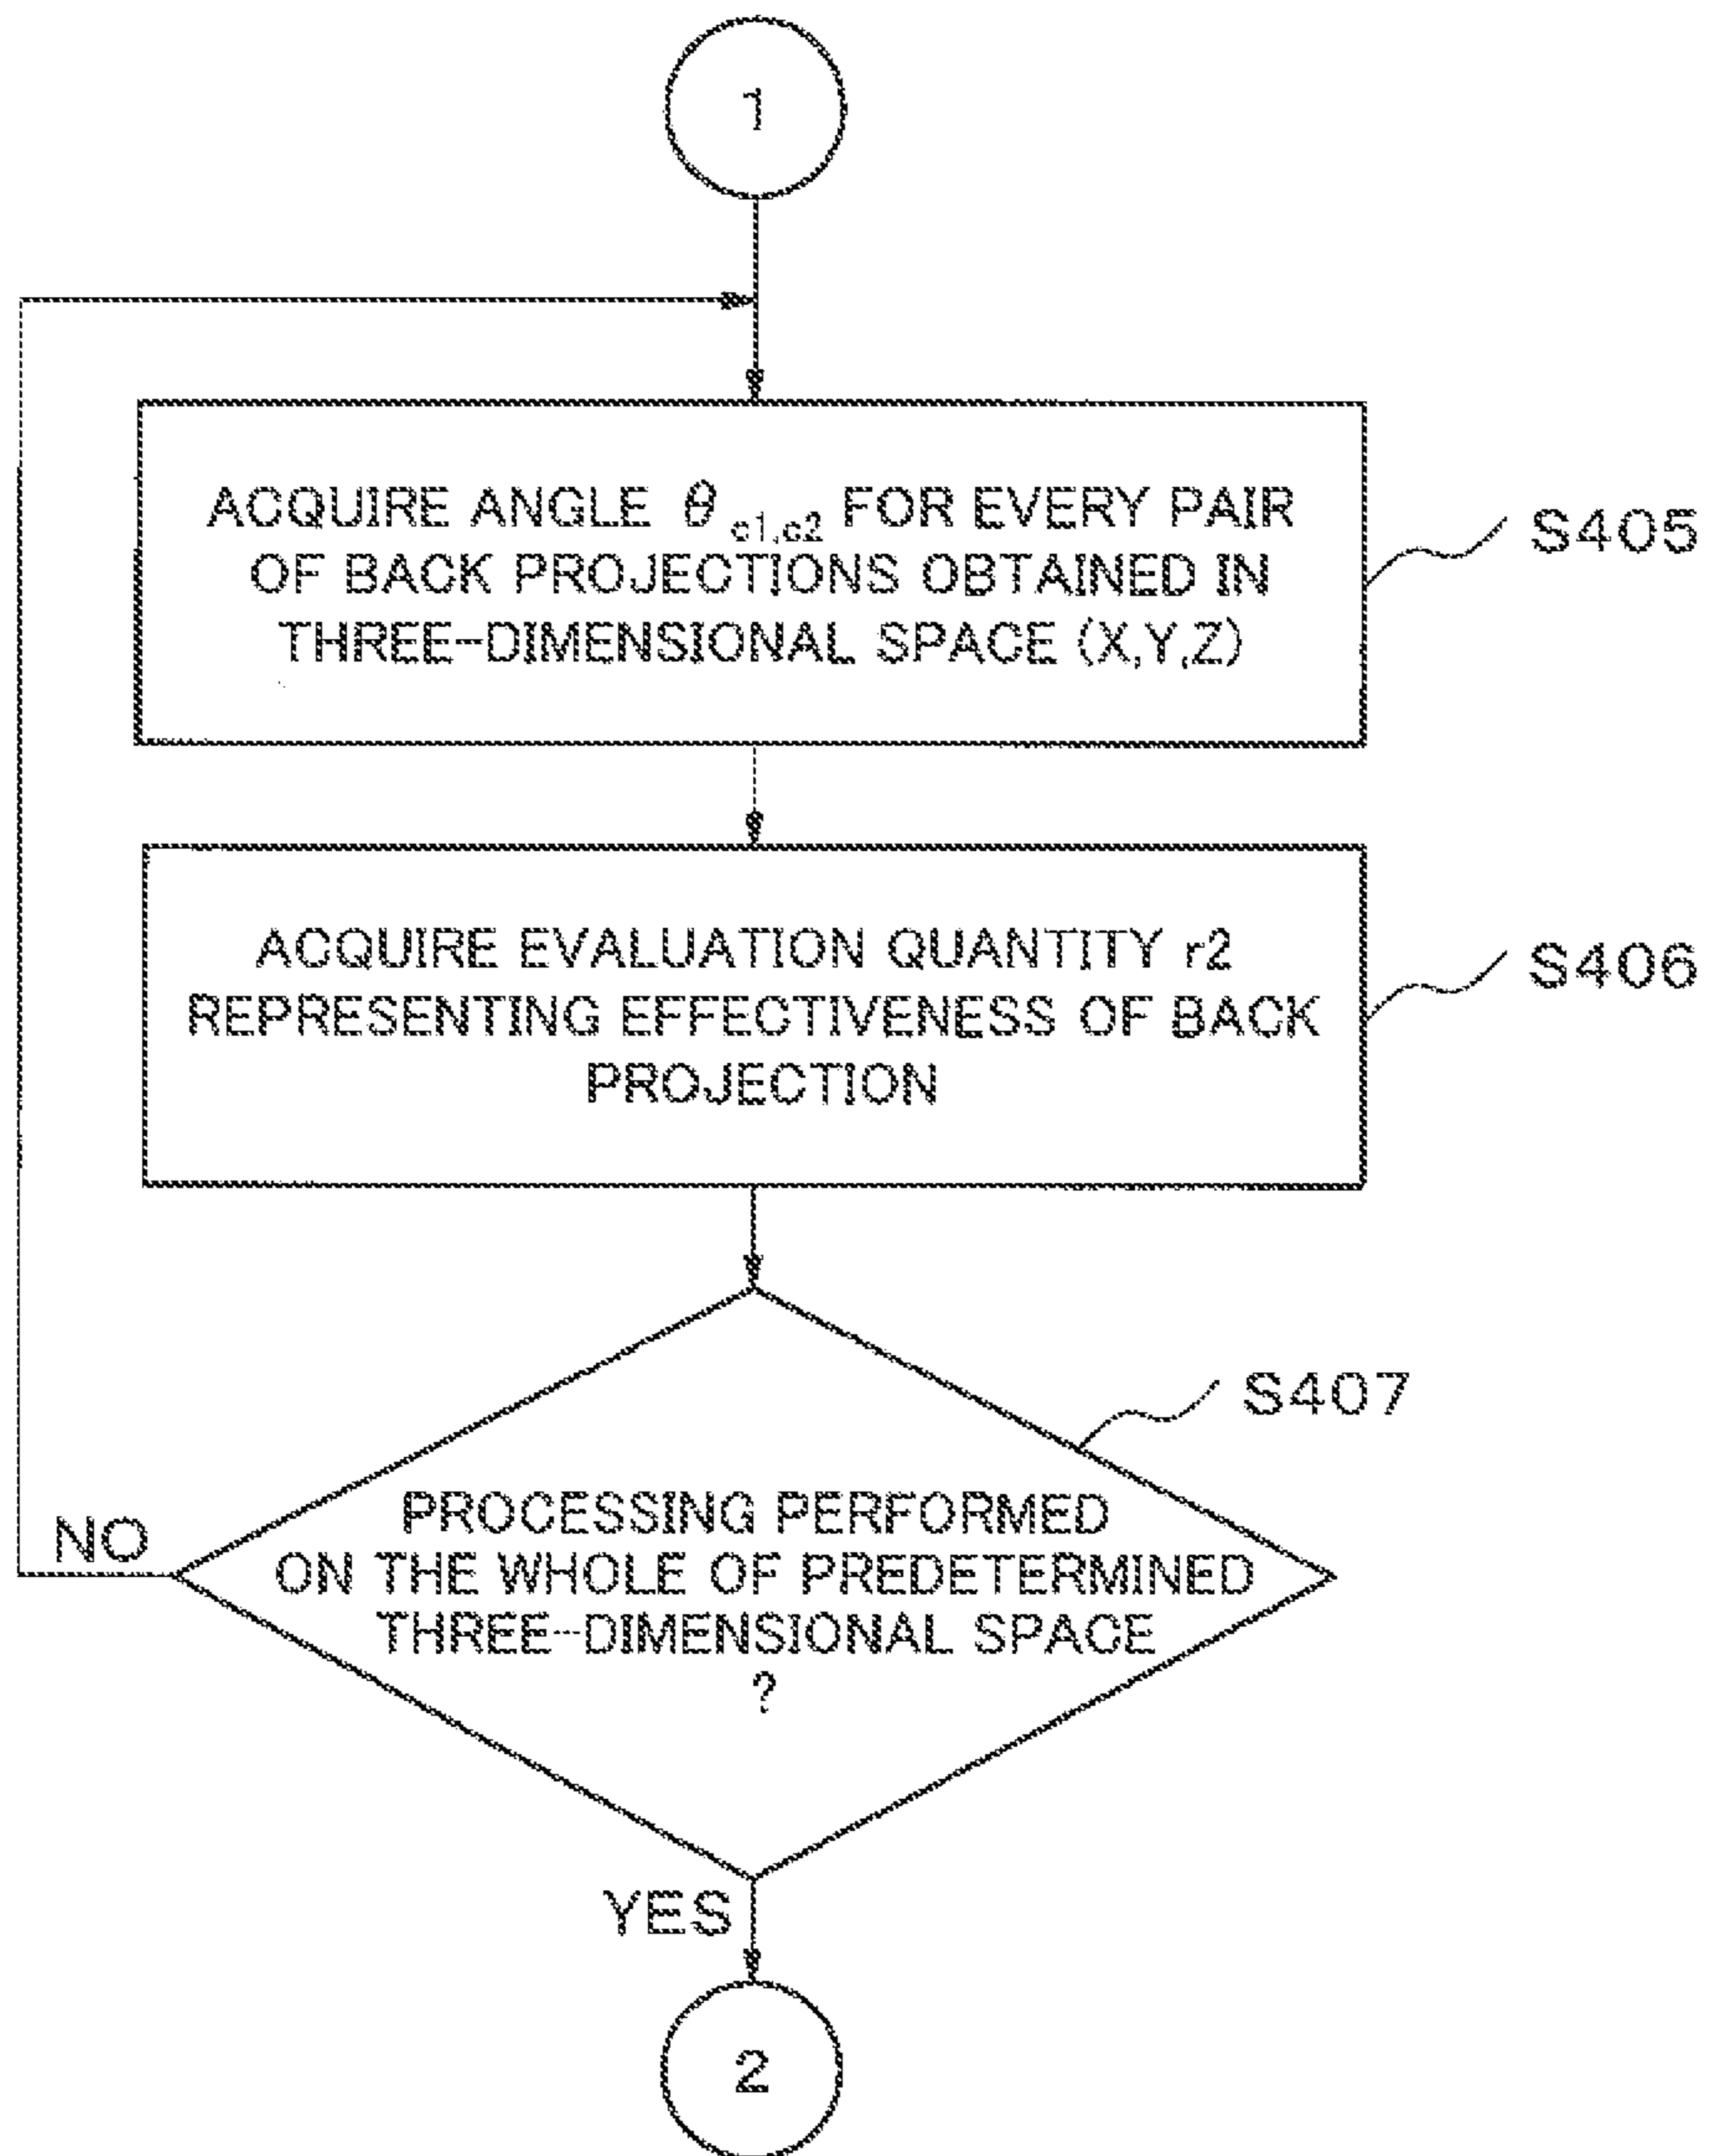 1
ACQUIRE ANGLE θ c1,c2 FOR EVERY PAIR
OF BACK PROJECTIONS OBTAINED IN
THREE-DIMENSIONAL SPACE (X,Y,Z)
S405
ACQUIRE EVALUATION QUANTITY r2
REPRESENTING EFFECTIVENESS OF BACK
PROJECTION
S406
S407
PROCESSING PERFORMED
ON THE WHOLE OF PREDETERMINED
THREE-DIMENSIONAL SPACE
?
NO
YES
2